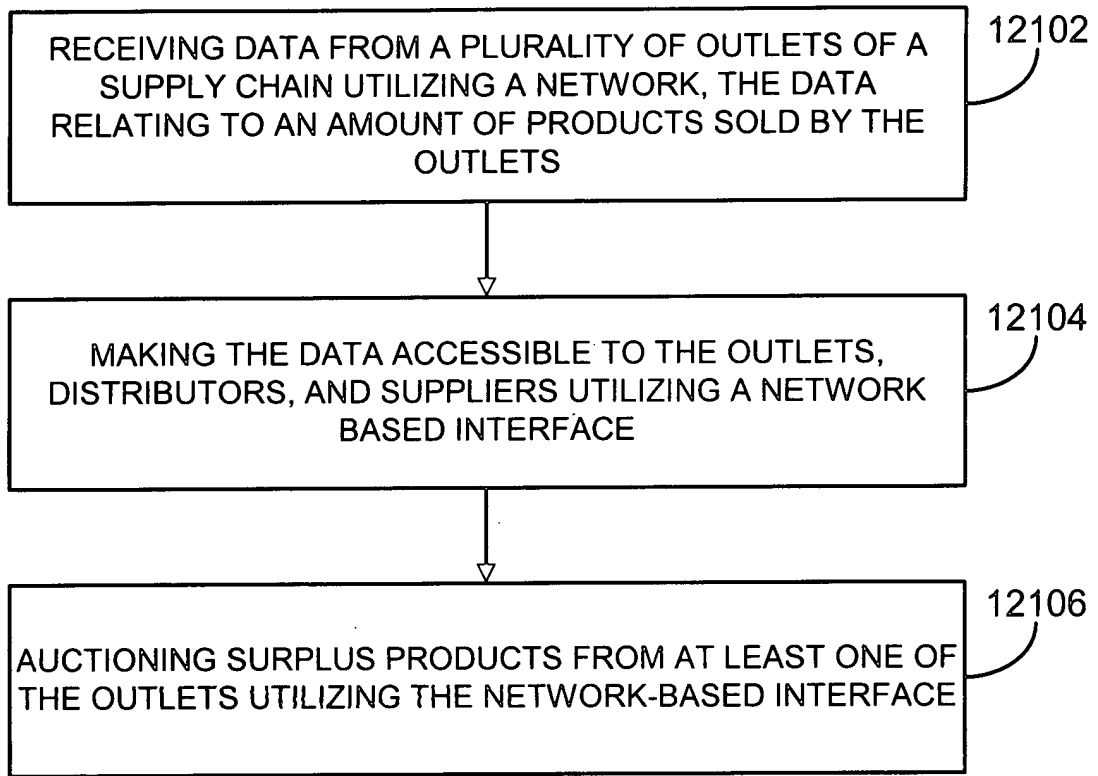 RECEIVING DATA FROM A PLURALITY OF OUTLETS OF A
SUPPLY CHAIN UTILIZING A NETWORK, THE DATA
RELATING TO AN AMOUNT OF PRODUCTS SOLD BY THE
OUTLETS
12102
MAKING THE DATA ACCESSIBLE TO THE OUTLETS,
DISTRIBUTORS, AND SUPPLIERS UTILIZING A NETWORK
BASED INTERFACE
12104
AUCTIONING SURPLUS PRODUCTS FROM AT LEAST ONE OF
THE OUTLETS UTILIZING THE NETWORK-BASED INTERFACE
12106